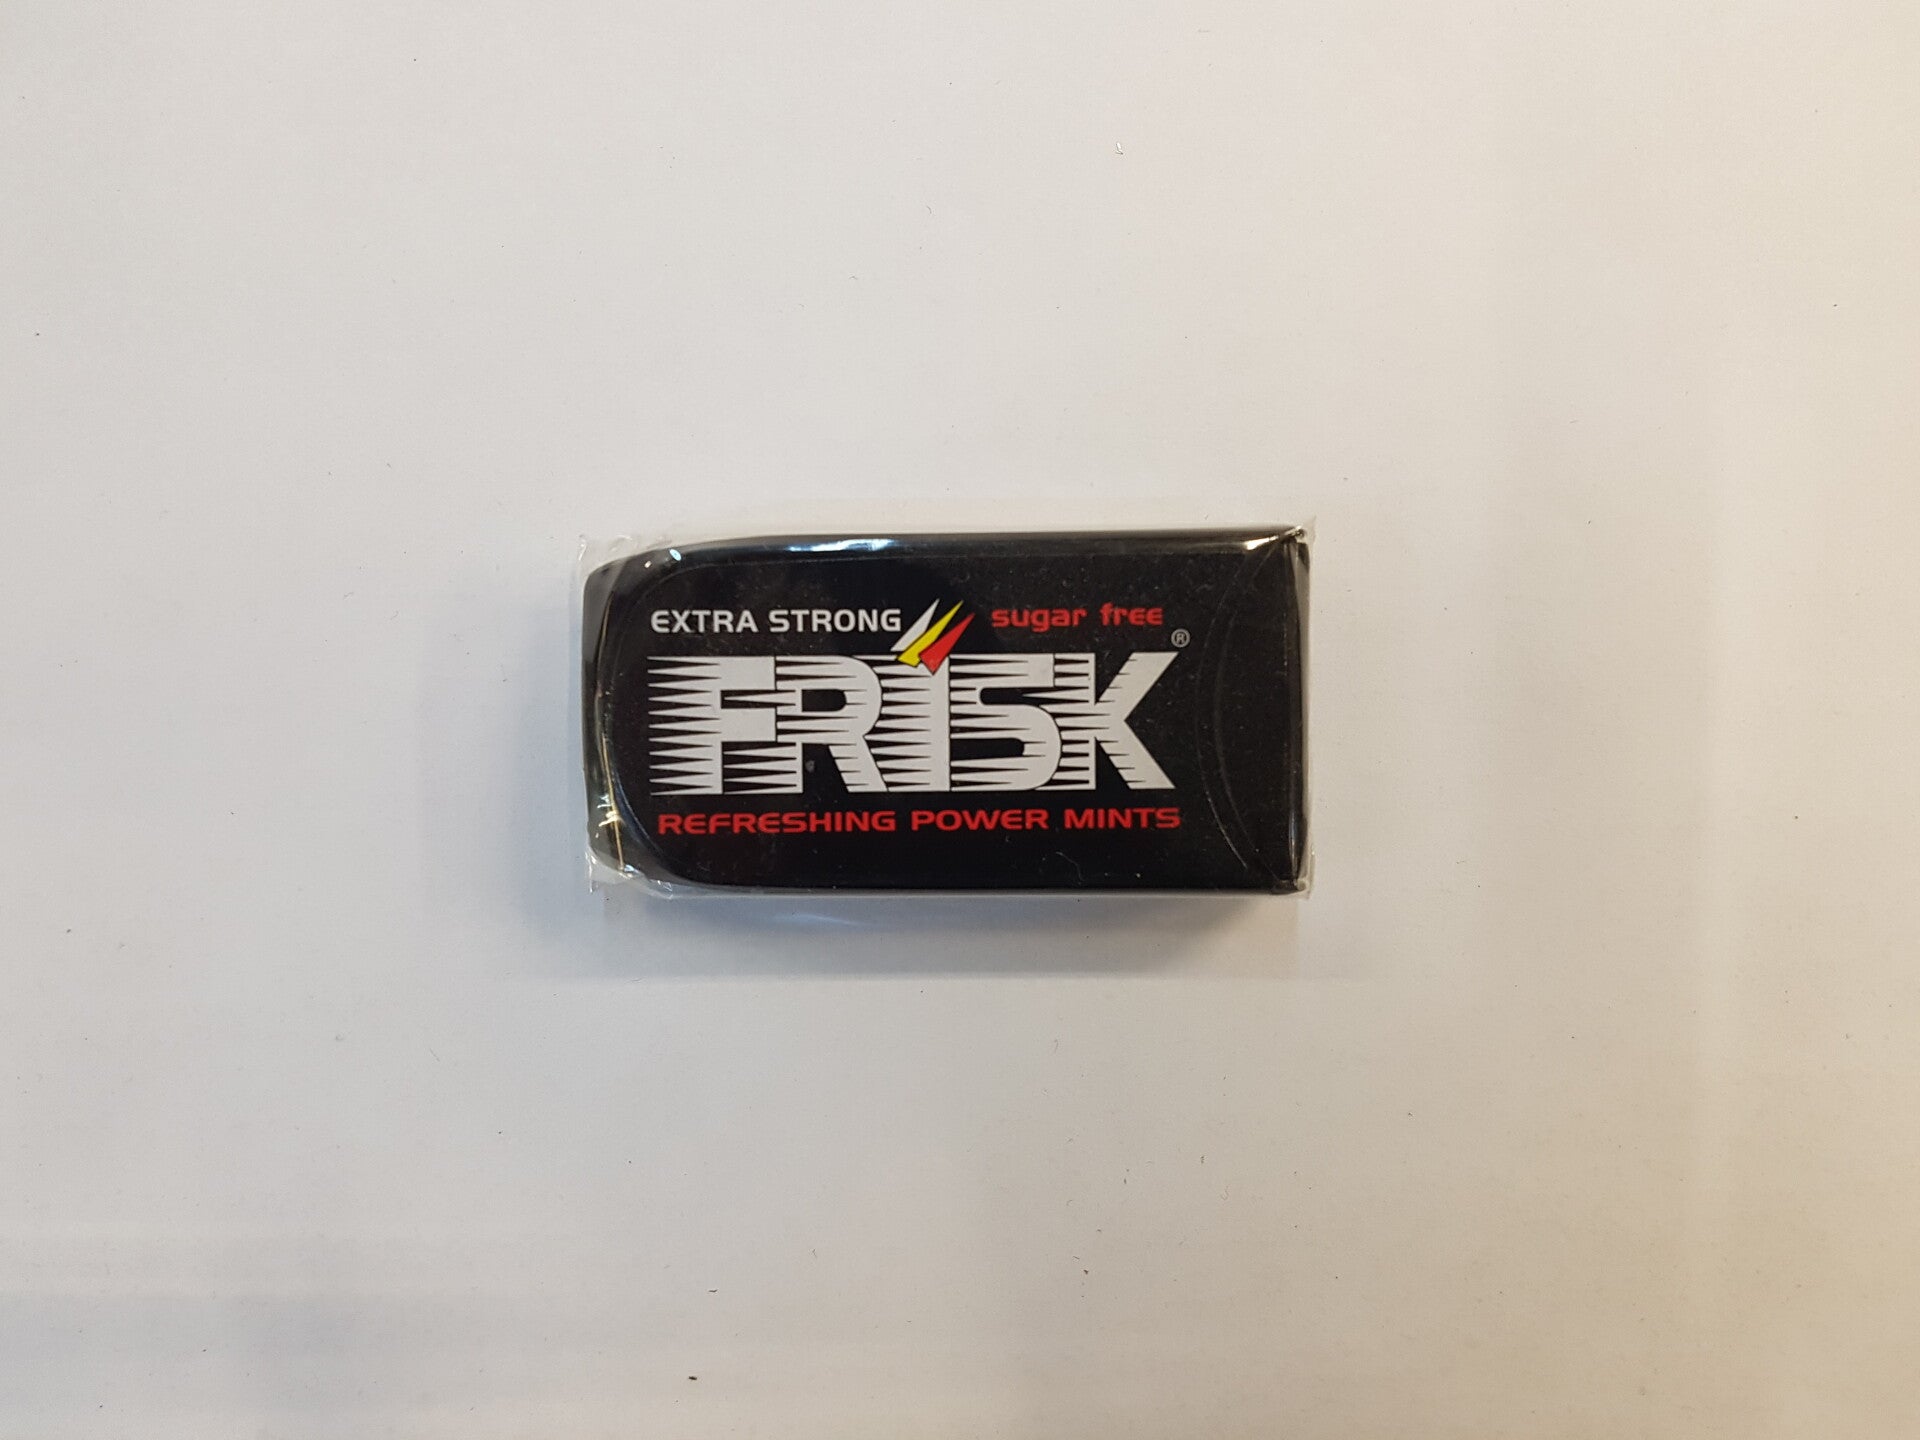 EXTRA STRONG sugar free
FRISK®
REFRESHING POWER MINTS